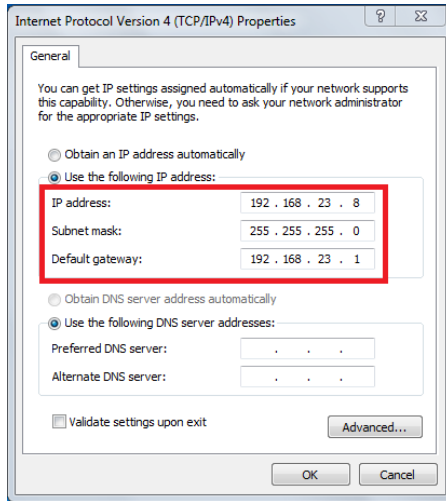 Internet Protocol Version 4 (TCP/IPv4) Properties
General
You can get IP settings assigned automatically if your network supports
this capability. Otherwise, you need to ask your network administrator
for the appropriate IP settings.
Obtain an IP address automatically
Use the following IP address:
IP address: 192 . 168 . 23 . 8
Subnet mask: 255 . 255 . 255 . 0
Default gateway: 192 . 168 . 23 . 1
Obtain DNS server address automatically
Use the following DNS server addresses:
Preferred DNS server: . . .
Alternate DNS server: . . .
Validate settings upon exit
Advanced...
OK Cancel